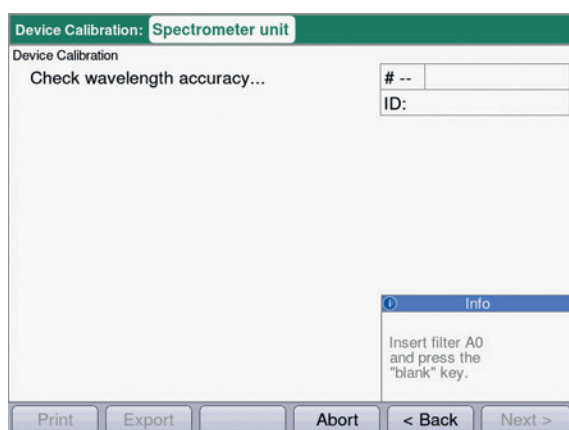 Device Calibration: Spectrometer unit
Device Calibration
Check wavelength accuracy...
# --
ID:
Info
Insert filter A0
and press the
"blank" key.
Print Export Abort < Back Next >